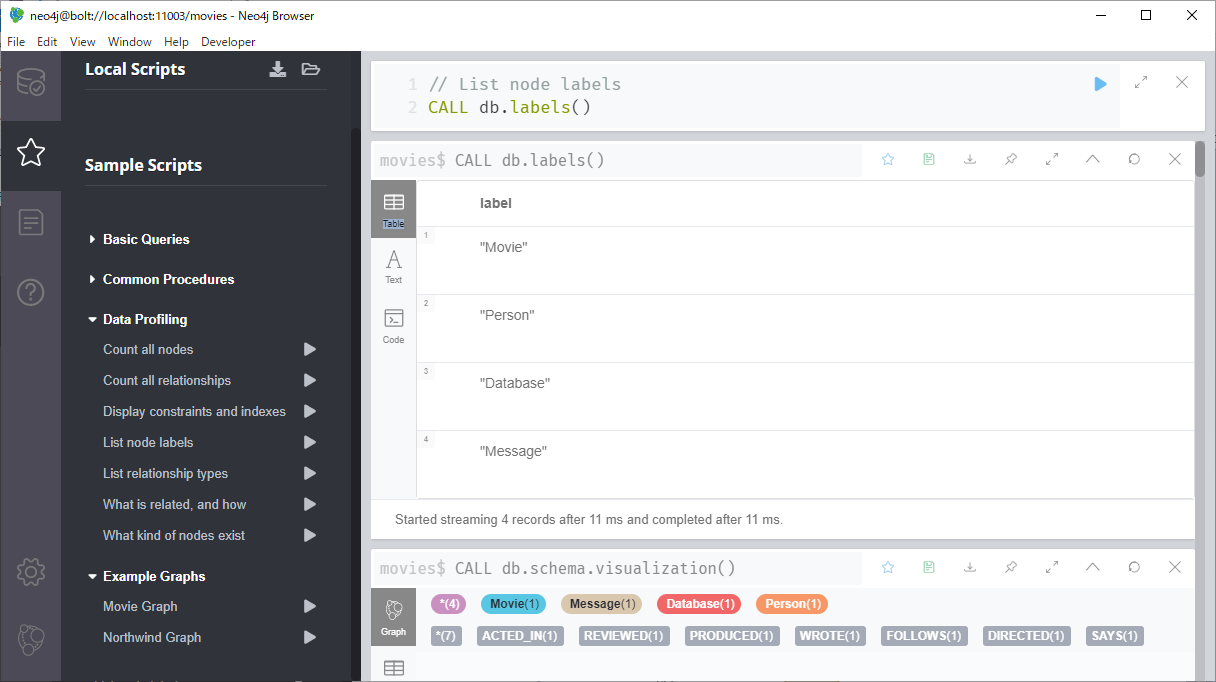 neo4j@bolt://localhost:11003/movies - Neo4j Browser
File Edit View Window Help Developer
Local Scripts
Sample Scripts
Basic Queries
Common Procedures
Data Profiling
Count all nodes
Count all relationships
Display constraints and indexes
List node labels
List relationship types
What is related, and how
What kind of nodes exist
Example Graphs
Movie Graph
Northwind Graph
1 // List node labels
2 CALL db.labels()
movies$ CALL db.labels()
Table
Text
Code
label
1 "Movie"
2 "Person"
3 "Database"
4 "Message"
Started streaming 4 records after 11 ms and completed after 11 ms.
movies$ CALL db.schema.visualization()
Graph
*(4) Movie(1) Message(1) Database(1) Person(1)
*(7) ACTED_IN(1) REVIEWED(1) PRODUCED(1) WROTE(1) FOLLOWS(1) DIRECTED(1) SAYS(1)